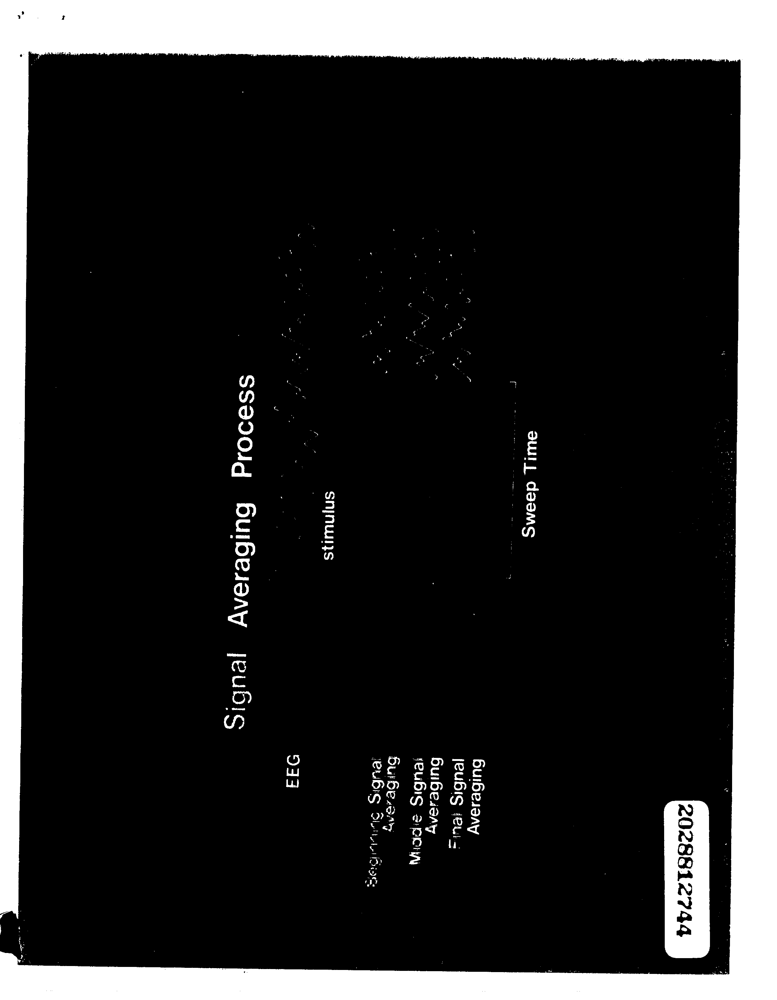 Signal Averaging Process
EEG
stimulus
Beginning Signal
Averaging
Middle Signal
Averaging
Final Signal
Averaging
Sweep Time
2028812744